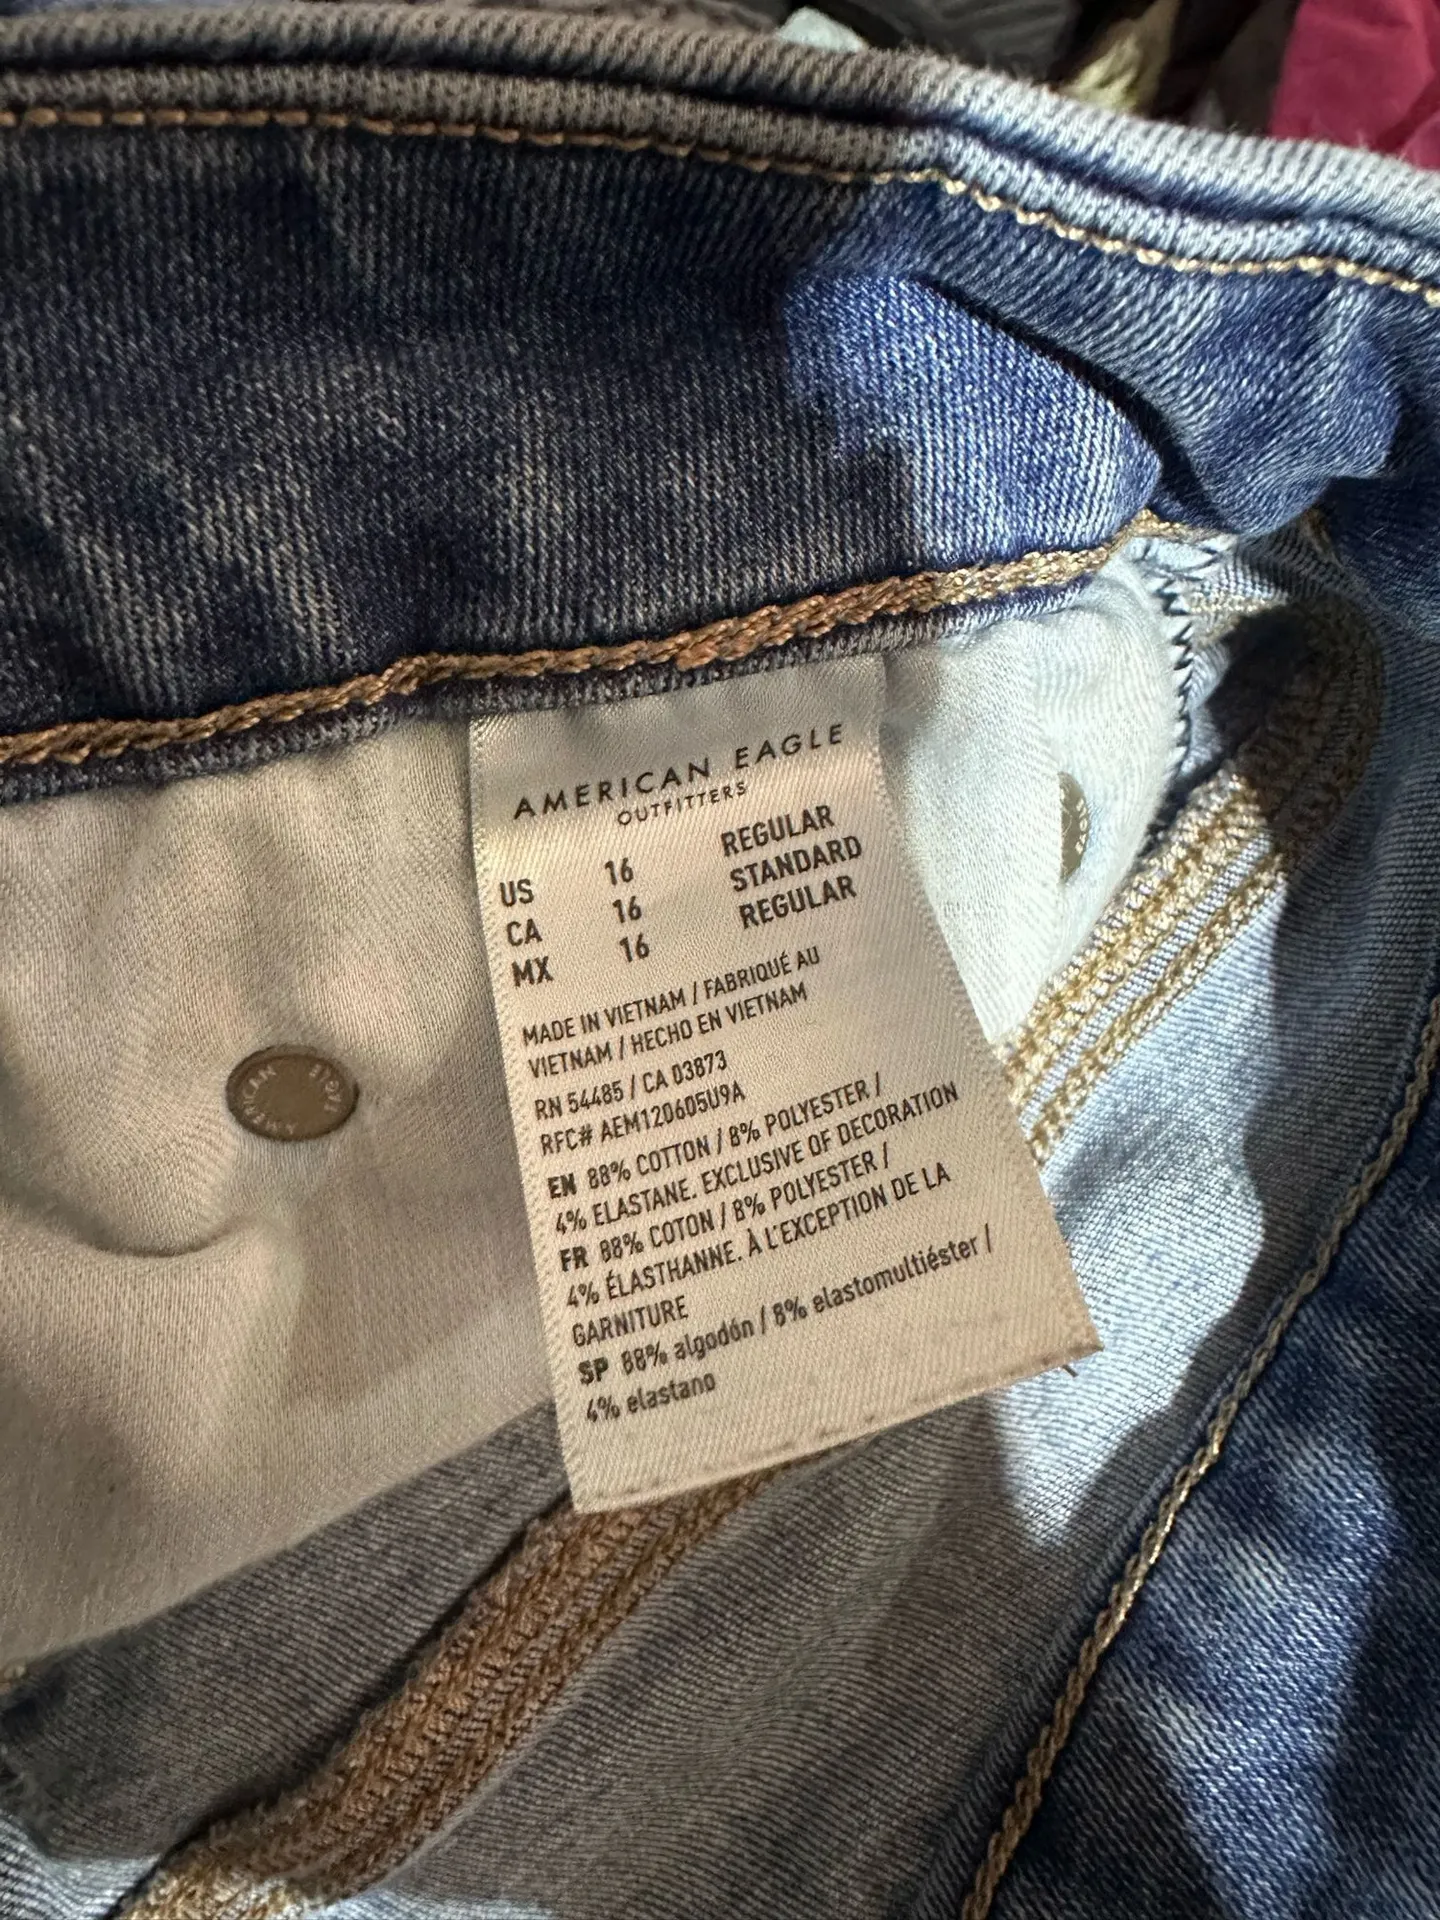 AMERICAN EAGLE
OUTFITTERS
US 16 REGULAR
CA 16 STANDARD
MX 16 REGULAR
MADE IN VIETNAM / FABRIQUÉ AU
VIETNAM / HECHO EN VIETNAM
RN 54485 / CA 03873
RFC# AEM120605U9A
EN 88% COTTON / 8% POLYESTER /
4% ELASTANE. EXCLUSIVE OF DECORATION
FR 88% COTON / 8% POLYESTER /
4% ÉLASTHANNE. À L'EXCEPTION DE LA
GARNITURE
SP 88% algodón / 8% elastomultiéster /
4% elastano
AMERICAN